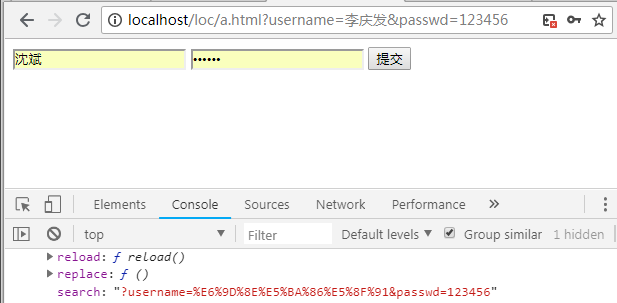 localhost/loc/a.html?username=李庆发&passwd=123456
沈斌 •••••• 提交
Elements Console Sources Network Performance »
top Filter Default levels Group similar 1 hidden
reload: ƒ reload()
replace: ƒ ()
search: "?username=%E6%9D%8E%E5%BA%86%E5%8F%91&passwd=123456"